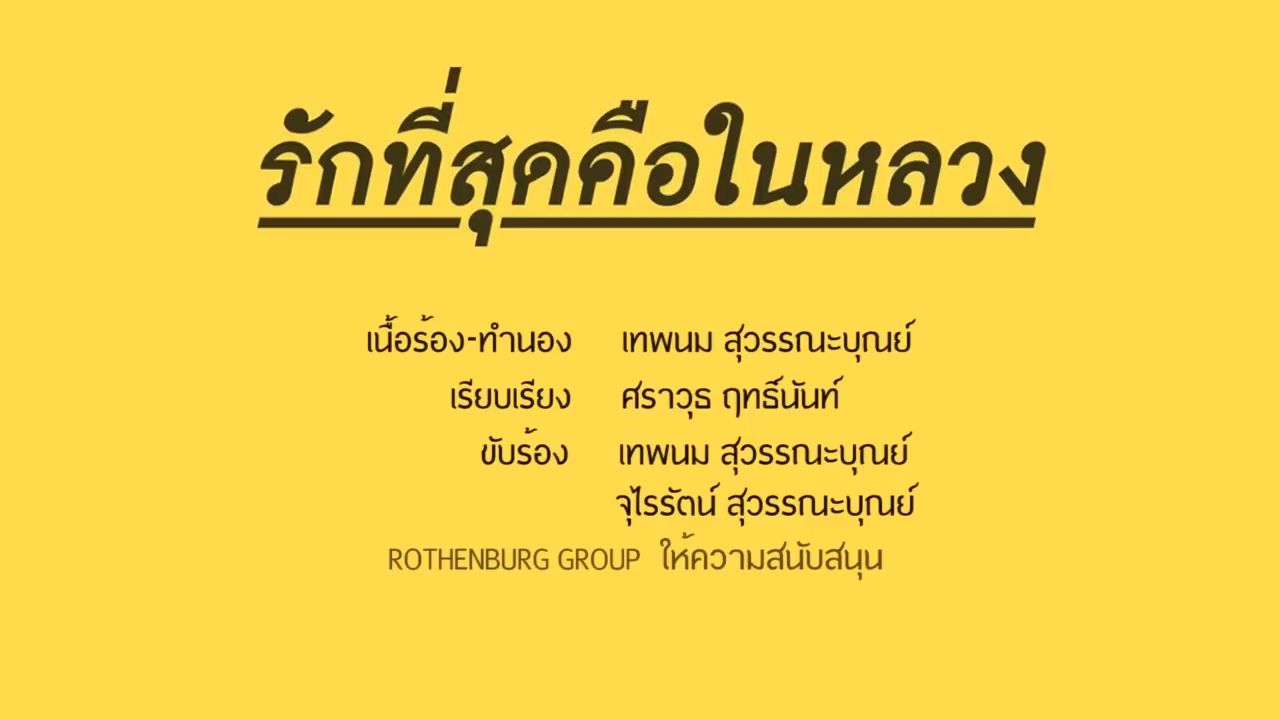 รักที่สุดคือในหลวง
เนื้อร้อง-ทำนอง เทพนม สุวรรณะบุณย์
เรียบเรียง ศราวุธ ฤทธิ์นันท์
ขับร้อง เทพนม สุวรรณะบุณย์
จุไรรัตน์ สุวรรณะบุณย์
ROTHENBURG GROUP ให้ความสนับสนุน